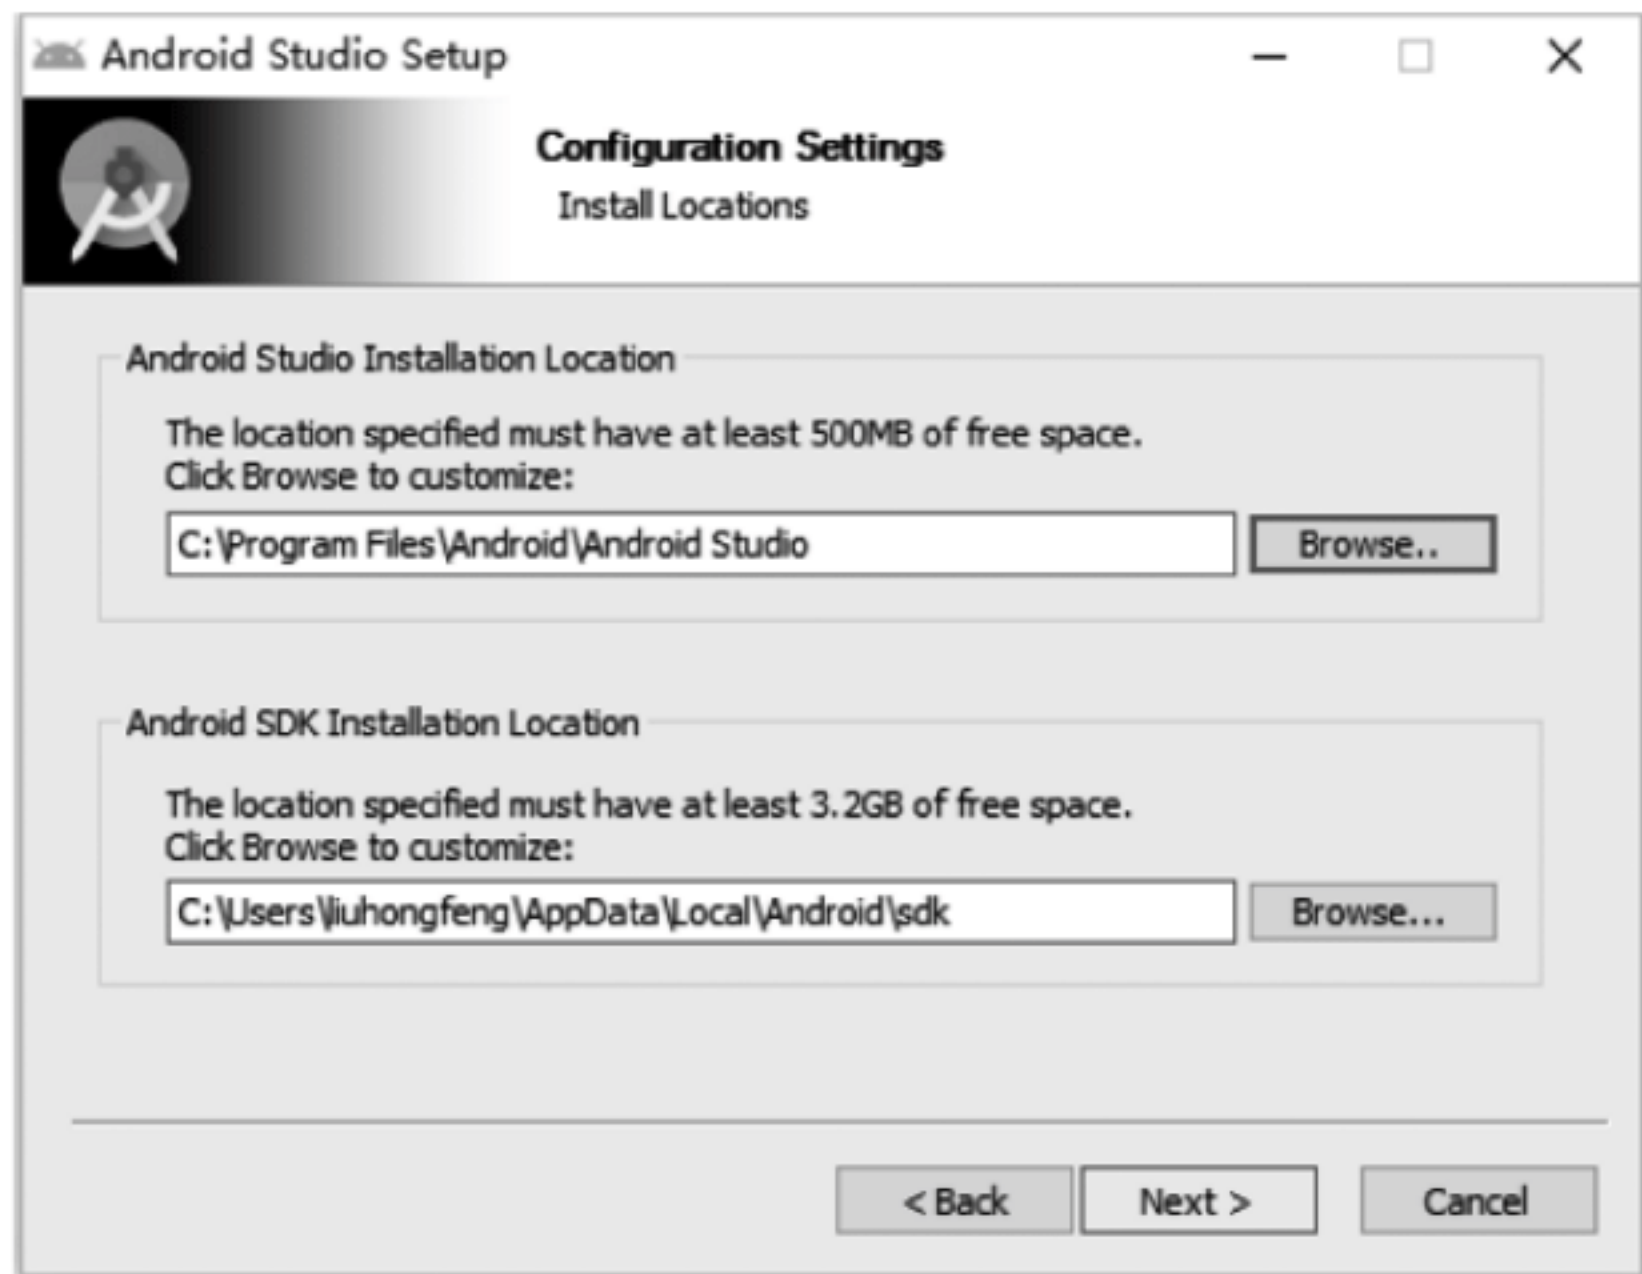 Android Studio Setup
Configuration Settings
Install Locations
Android Studio Installation Location
The location specified must have at least 500MB of free space.
Click Browse to customize:
C:\Program Files\Android\Android Studio
Browse..
Android SDK Installation Location
The location specified must have at least 3.2GB of free space.
Click Browse to customize:
C:\Users\liuhongfeng\AppData\Local\Android\sdk
Browse...
< Back
Next >
Cancel